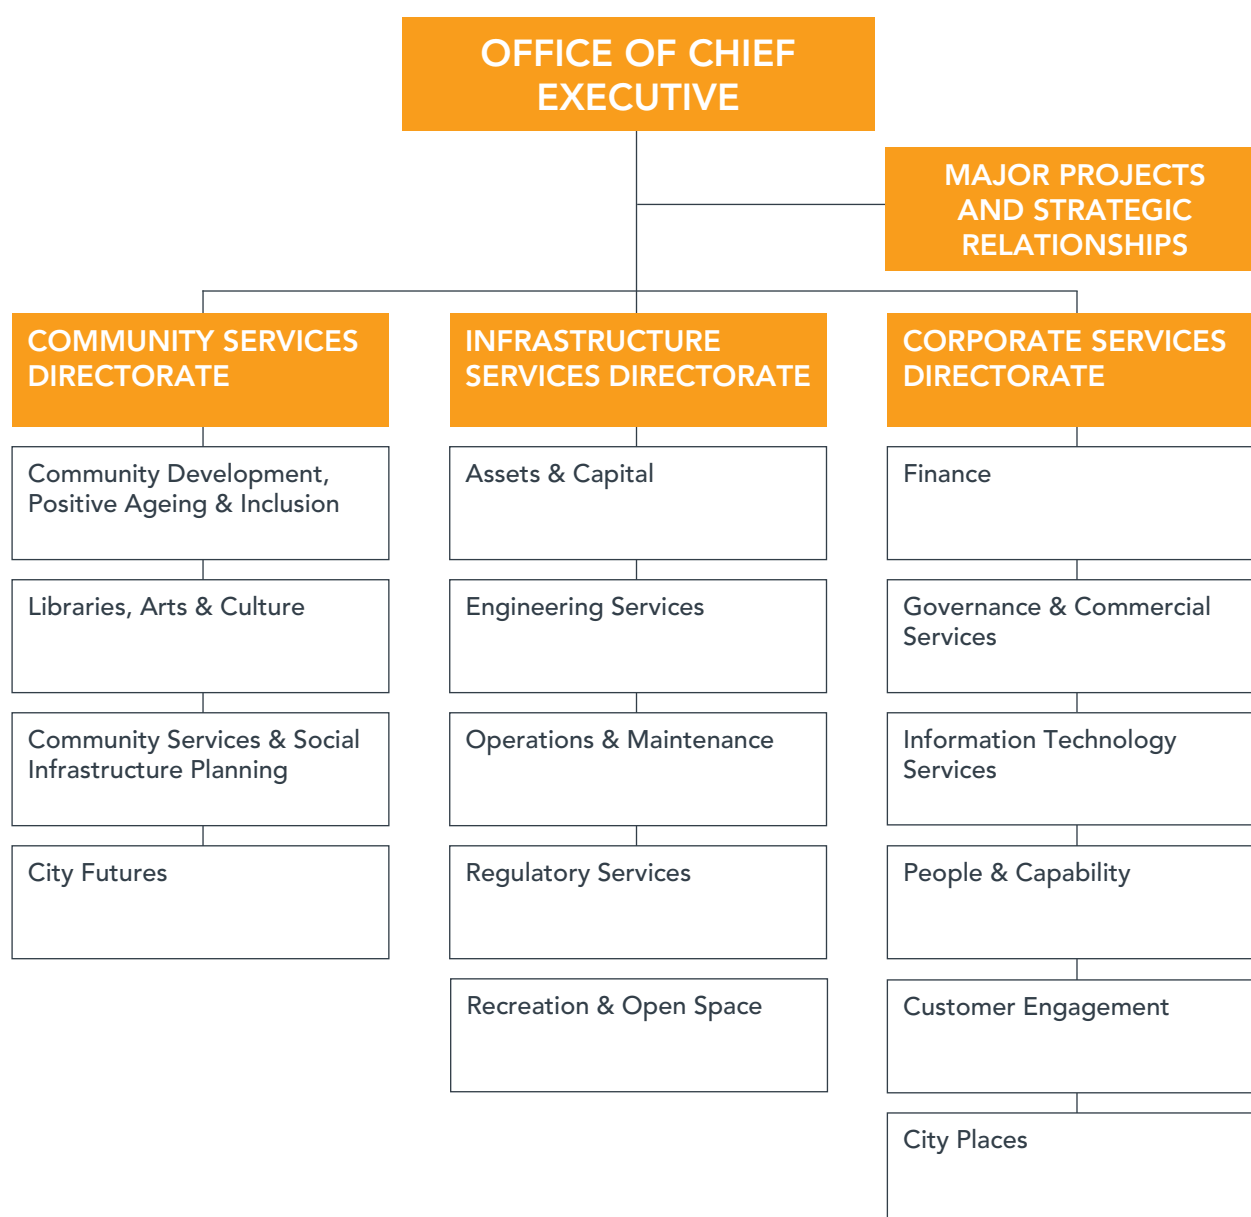 OFFICE OF CHIEF
EXECUTIVE
MAJOR PROJECTS
AND STRATEGIC
RELATIONSHIPS
COMMUNITY SERVICES
DIRECTORATE
Community Development,
Positive Ageing & Inclusion
Libraries, Arts & Culture
Community Services & Social
Infrastructure Planning
City Futures
INFRASTRUCTURE
SERVICES DIRECTORATE
Assets & Capital
Engineering Services
Operations & Maintenance
Regulatory Services
Recreation & Open Space
CORPORATE SERVICES
DIRECTORATE
Finance
Governance & Commercial
Services
Information Technology
Services
People & Capability
Customer Engagement
City Places